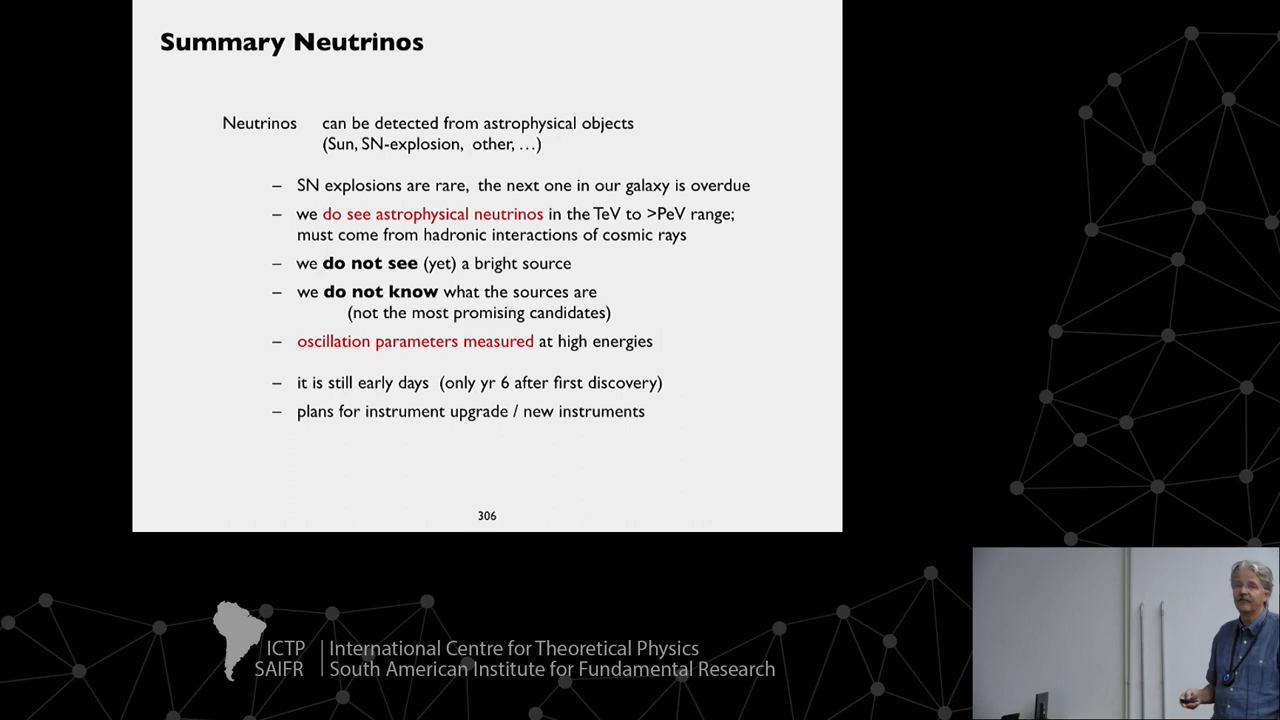 Summary Neutrinos
Neutrinos can be detected from astrophysical objects
(Sun, SN-explosion, other, …)
– SN explosions are rare, the next one in our galaxy is overdue
– we do see astrophysical neutrinos in the TeV to >PeV range;
must come from hadronic interactions of cosmic rays
– we do not see (yet) a bright source
– we do not know what the sources are
(not the most promising candidates)
– oscillation parameters measured at high energies
– it is still early days (only yr 6 after first discovery)
– plans for instrument upgrade / new instruments
306
ICTP | International Centre for Theoretical Physics
SAIFR | South American Institute for Fundamental Research